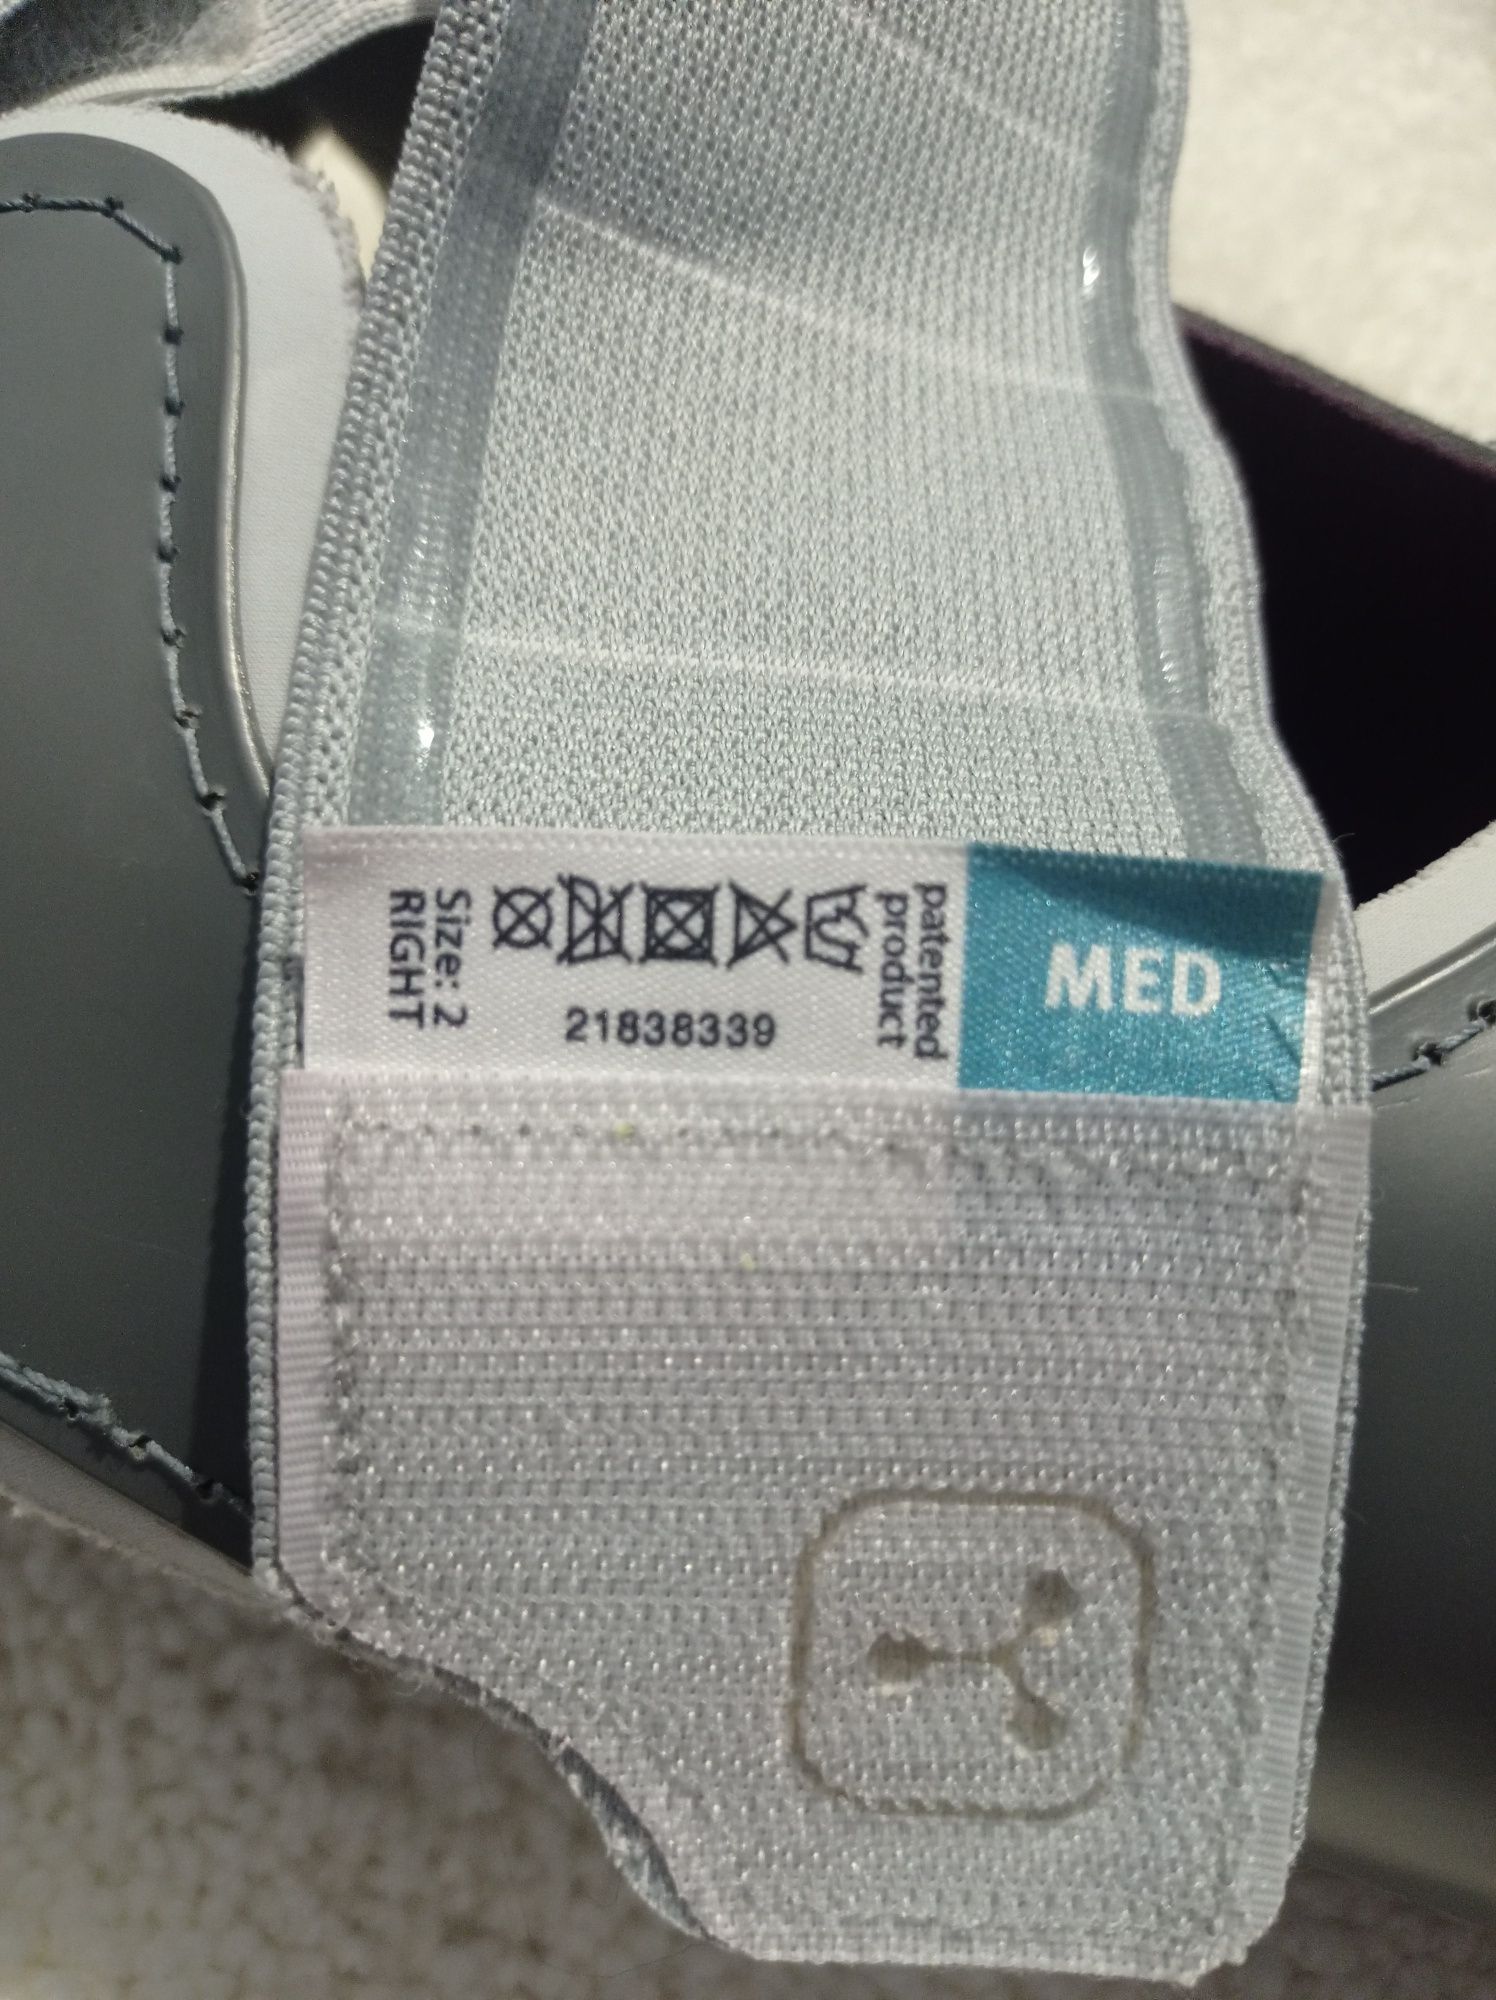 MED
patented
product
21838339
Size: 2
RIGHT